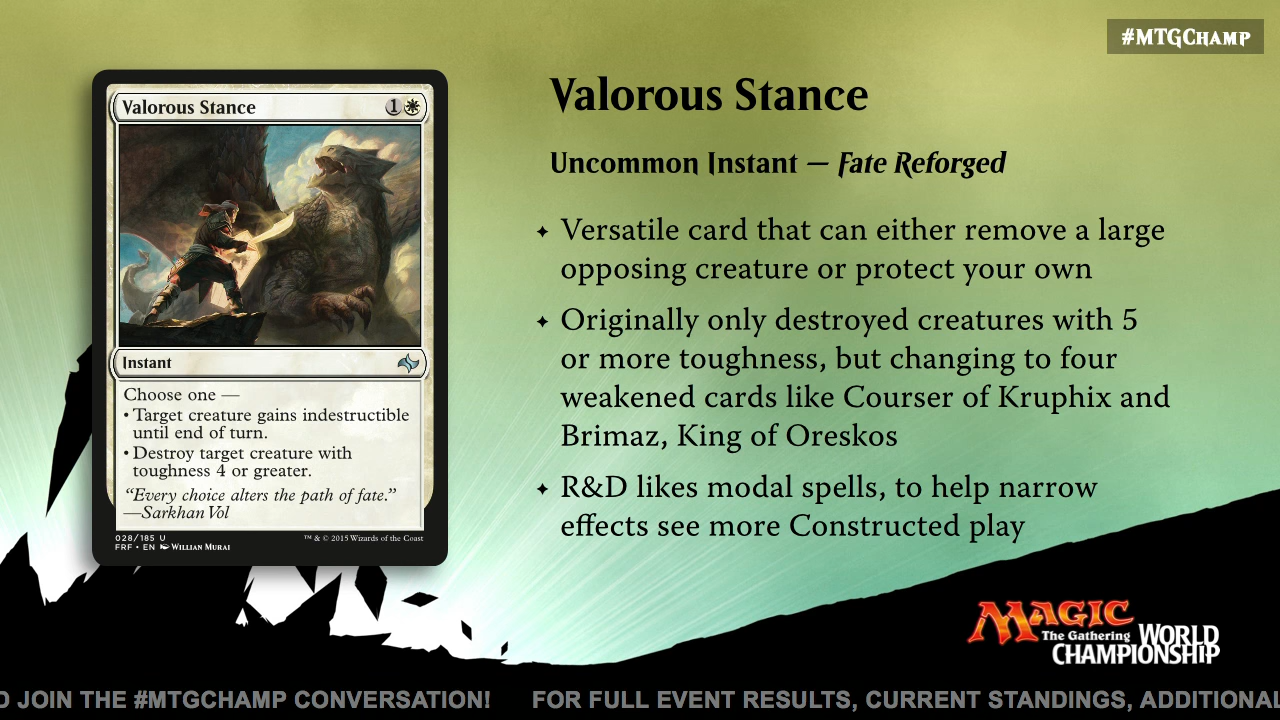 #MTGChamp
Valorous Stance
1
Instant
Choose one —
• Target creature gains indestructible
until end of turn.
• Destroy target creature with
toughness 4 or greater.
“Every choice alters the path of fate.”
—Sarkhan Vol
028/185 U
FRF • EN Willian Murai
™ & © 2015 Wizards of the Coast
Valorous Stance
Uncommon Instant — Fate Reforged
✦ Versatile card that can either remove a large
opposing creature or protect your own
✦ Originally only destroyed creatures with 5
or more toughness, but changing to four
weakened cards like Courser of Kruphix and
Brimaz, King of Oreskos
✦ R&D likes modal spells, to help narrow
effects see more Constructed play
Magic
The Gathering
World
Championship
D JOIN THE #MTGCHAMP CONVERSATION! FOR FULL EVENT RESULTS, CURRENT STANDINGS, ADDITIONAL